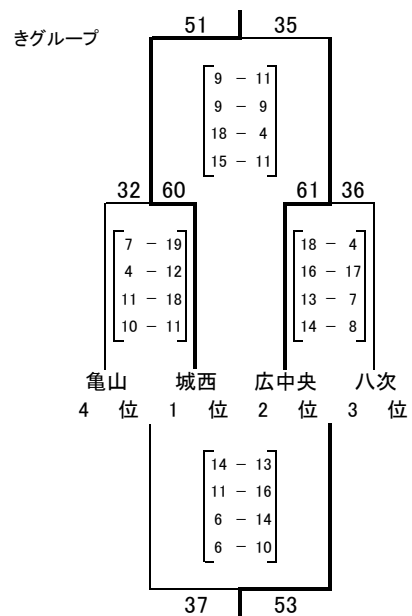 きグループ
51 35
9 - 11
9 - 9
18 - 4
15 - 11
32 60 61 36
7 - 19 18 - 4
4 - 12 16 - 17
11 - 18 13 - 7
10 - 11 14 - 8
亀山 城西 広中央 八次
4 位 1 位 2 位 3 位
14 - 13
11 - 16
6 - 14
6 - 10
37 53